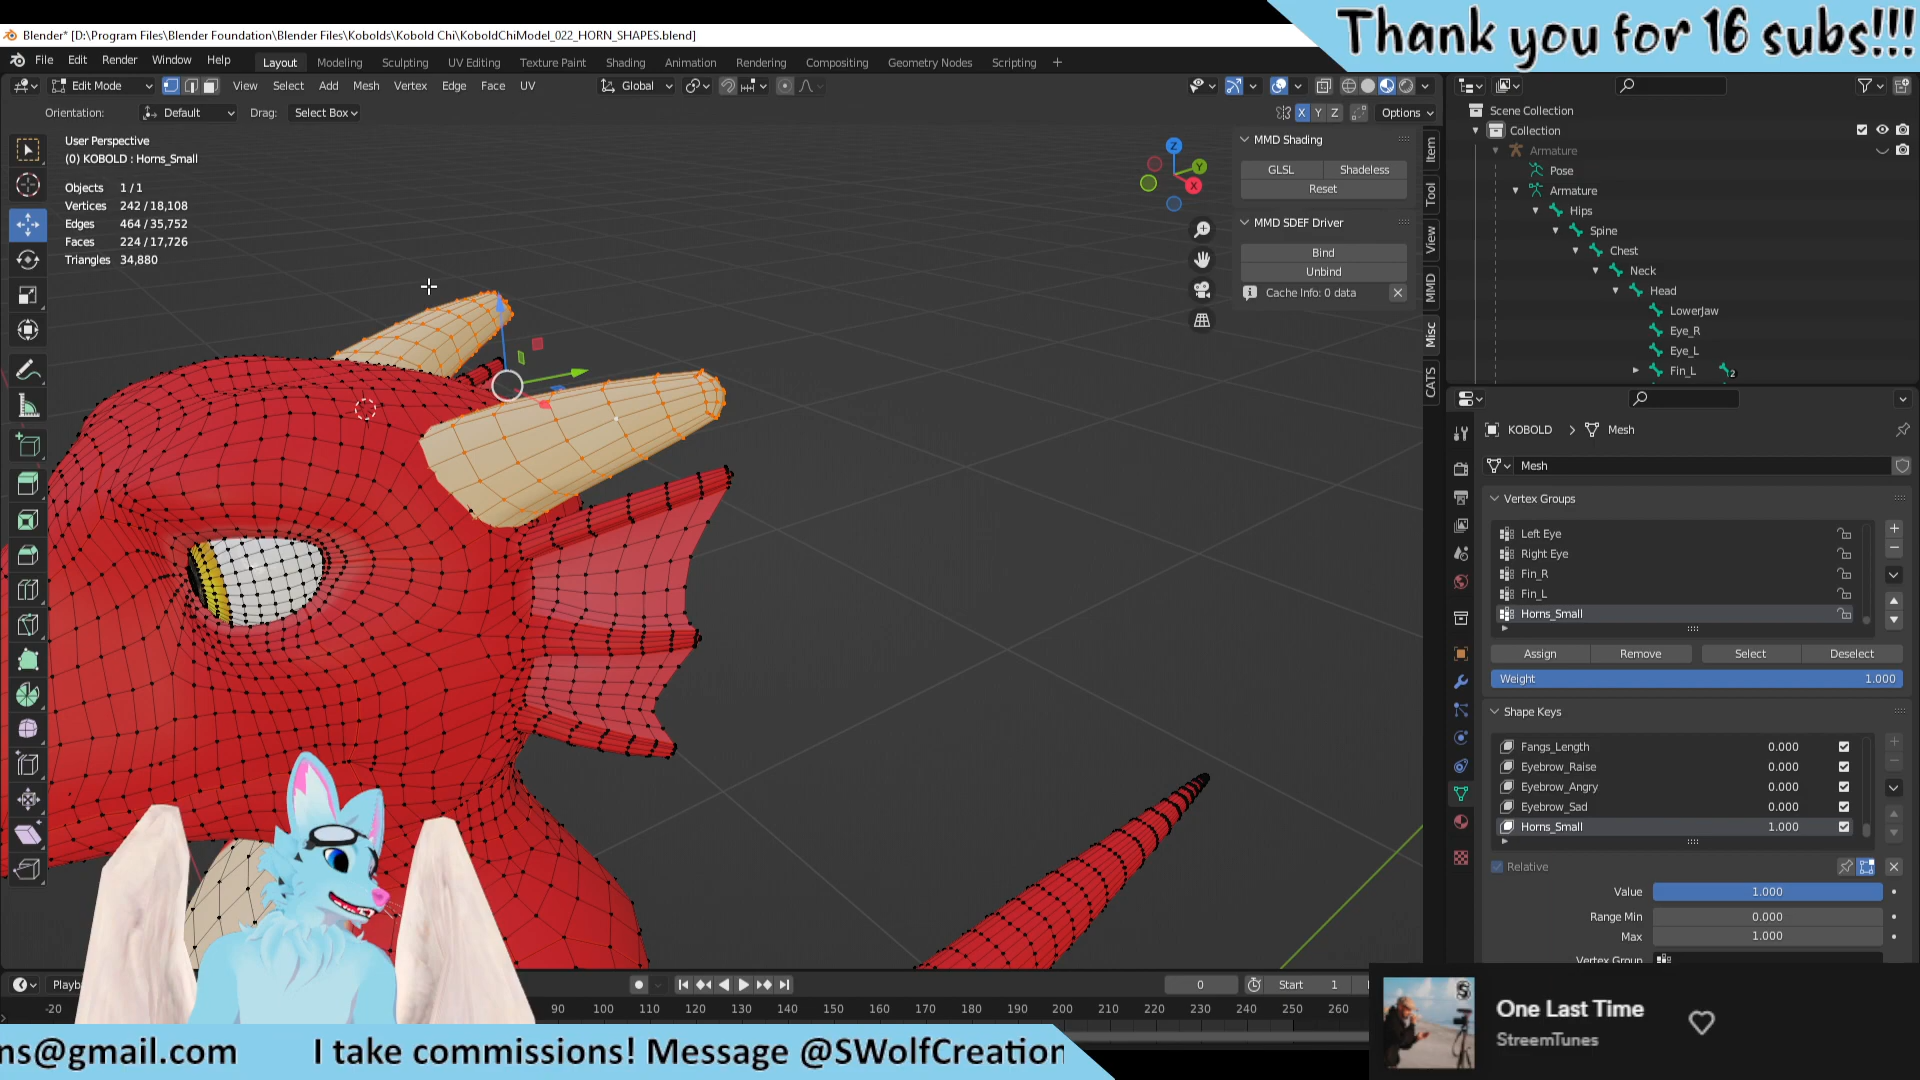 Blender* [D:\Program Files\Blender Foundation\Blender Files\Kobolds\Kobold Chi\KoboldChiModel_022_HORN_SHAPES.blend]
Thank you for 16 subs!!!
File Edit Render Window Help Layout Modeling Sculpting UV Editing Texture Paint Shading Animation Rendering Compositing Geometry Nodes Scripting +
Edit Mode View Select Add Mesh Vertex Edge Face UV Global
Orientation: Default Drag: Select Box X Y Z Options
User Perspective
(0) KOBOLD : Horns_Small
Objects 1 / 1
Vertices 242 / 18,108
Edges 464 / 35,752
Faces 224 / 17,726
Triangles 34,880
Z
Y
X
MMD Shading
GLSL Shadeless
Reset
MMD SDEF Driver
Bind
Unbind
Cache Info: 0 data
Item
Tool
View
MMD
Misc
CATS
Scene Collection
Collection
Armature
Pose
Armature
Hips
Spine
Chest
Neck
Head
LowerJaw
Eye_R
Eye_L
Fin_L 2
KOBOLD > Mesh
Mesh
Vertex Groups
Left Eye
Right Eye
Fin_R
Fin_L
Horns_Small
Assign Remove Select Deselect
Weight 1.000
Shape Keys
Fangs_Length 0.000
Eyebrow_Raise 0.000
Eyebrow_Angry 0.000
Eyebrow_Sad 0.000
Horns_Small 1.000
Relative
Value 1.000
Range Min 0.000
Max 1.000
Vertex Group
Playb 0 Start 1
-20 90 100 110 120 130 140 150 160 170 180 190 200 210 220 230 240 250 260
One Last Time
StreemTunes
ns@gmail.com I take commissions! Message @SWolfCreation